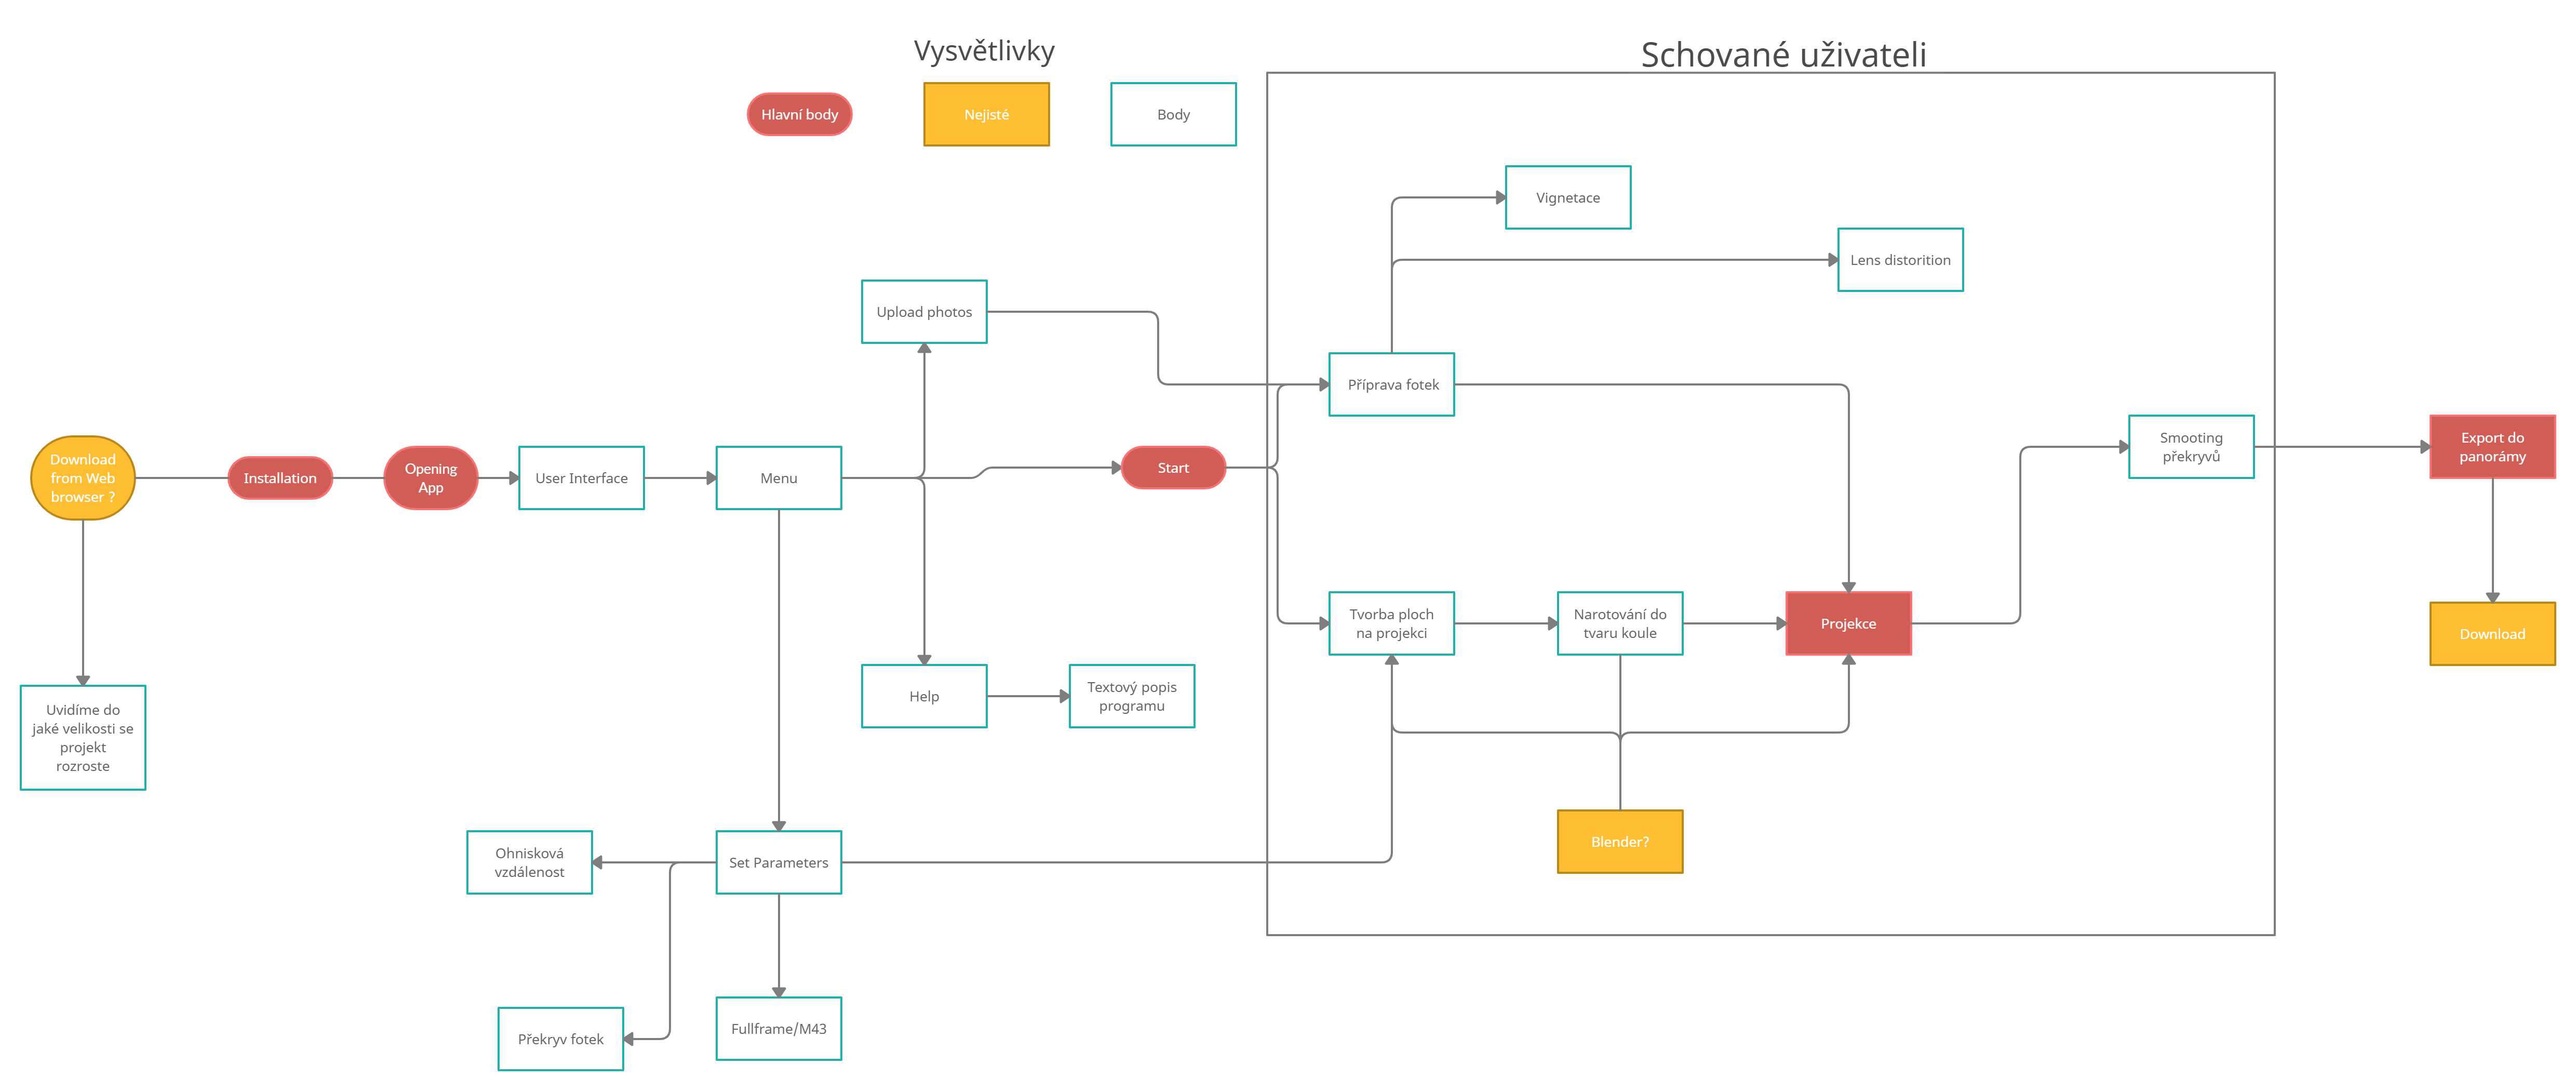 Vysvětlivky
Schované uživateli
Hlavní body
Nejisté
Body
Vignetace
Lens distorition
Upload photos
Příprava fotek
Download
from Web
browser ?
Installation
Opening
App
User Interface
Menu
Start
Smooting
překryvů
Export do
panorámy
Tvorba ploch
na projekci
Narotování do
tvaru koule
Projekce
Download
Help
Textový popis
programu
Uvidíme do
jaké velikosti se
projekt
rozroste
Blender?
Ohnisková
vzdálenost
Set Parameters
Překryv fotek
Fullframe/M43